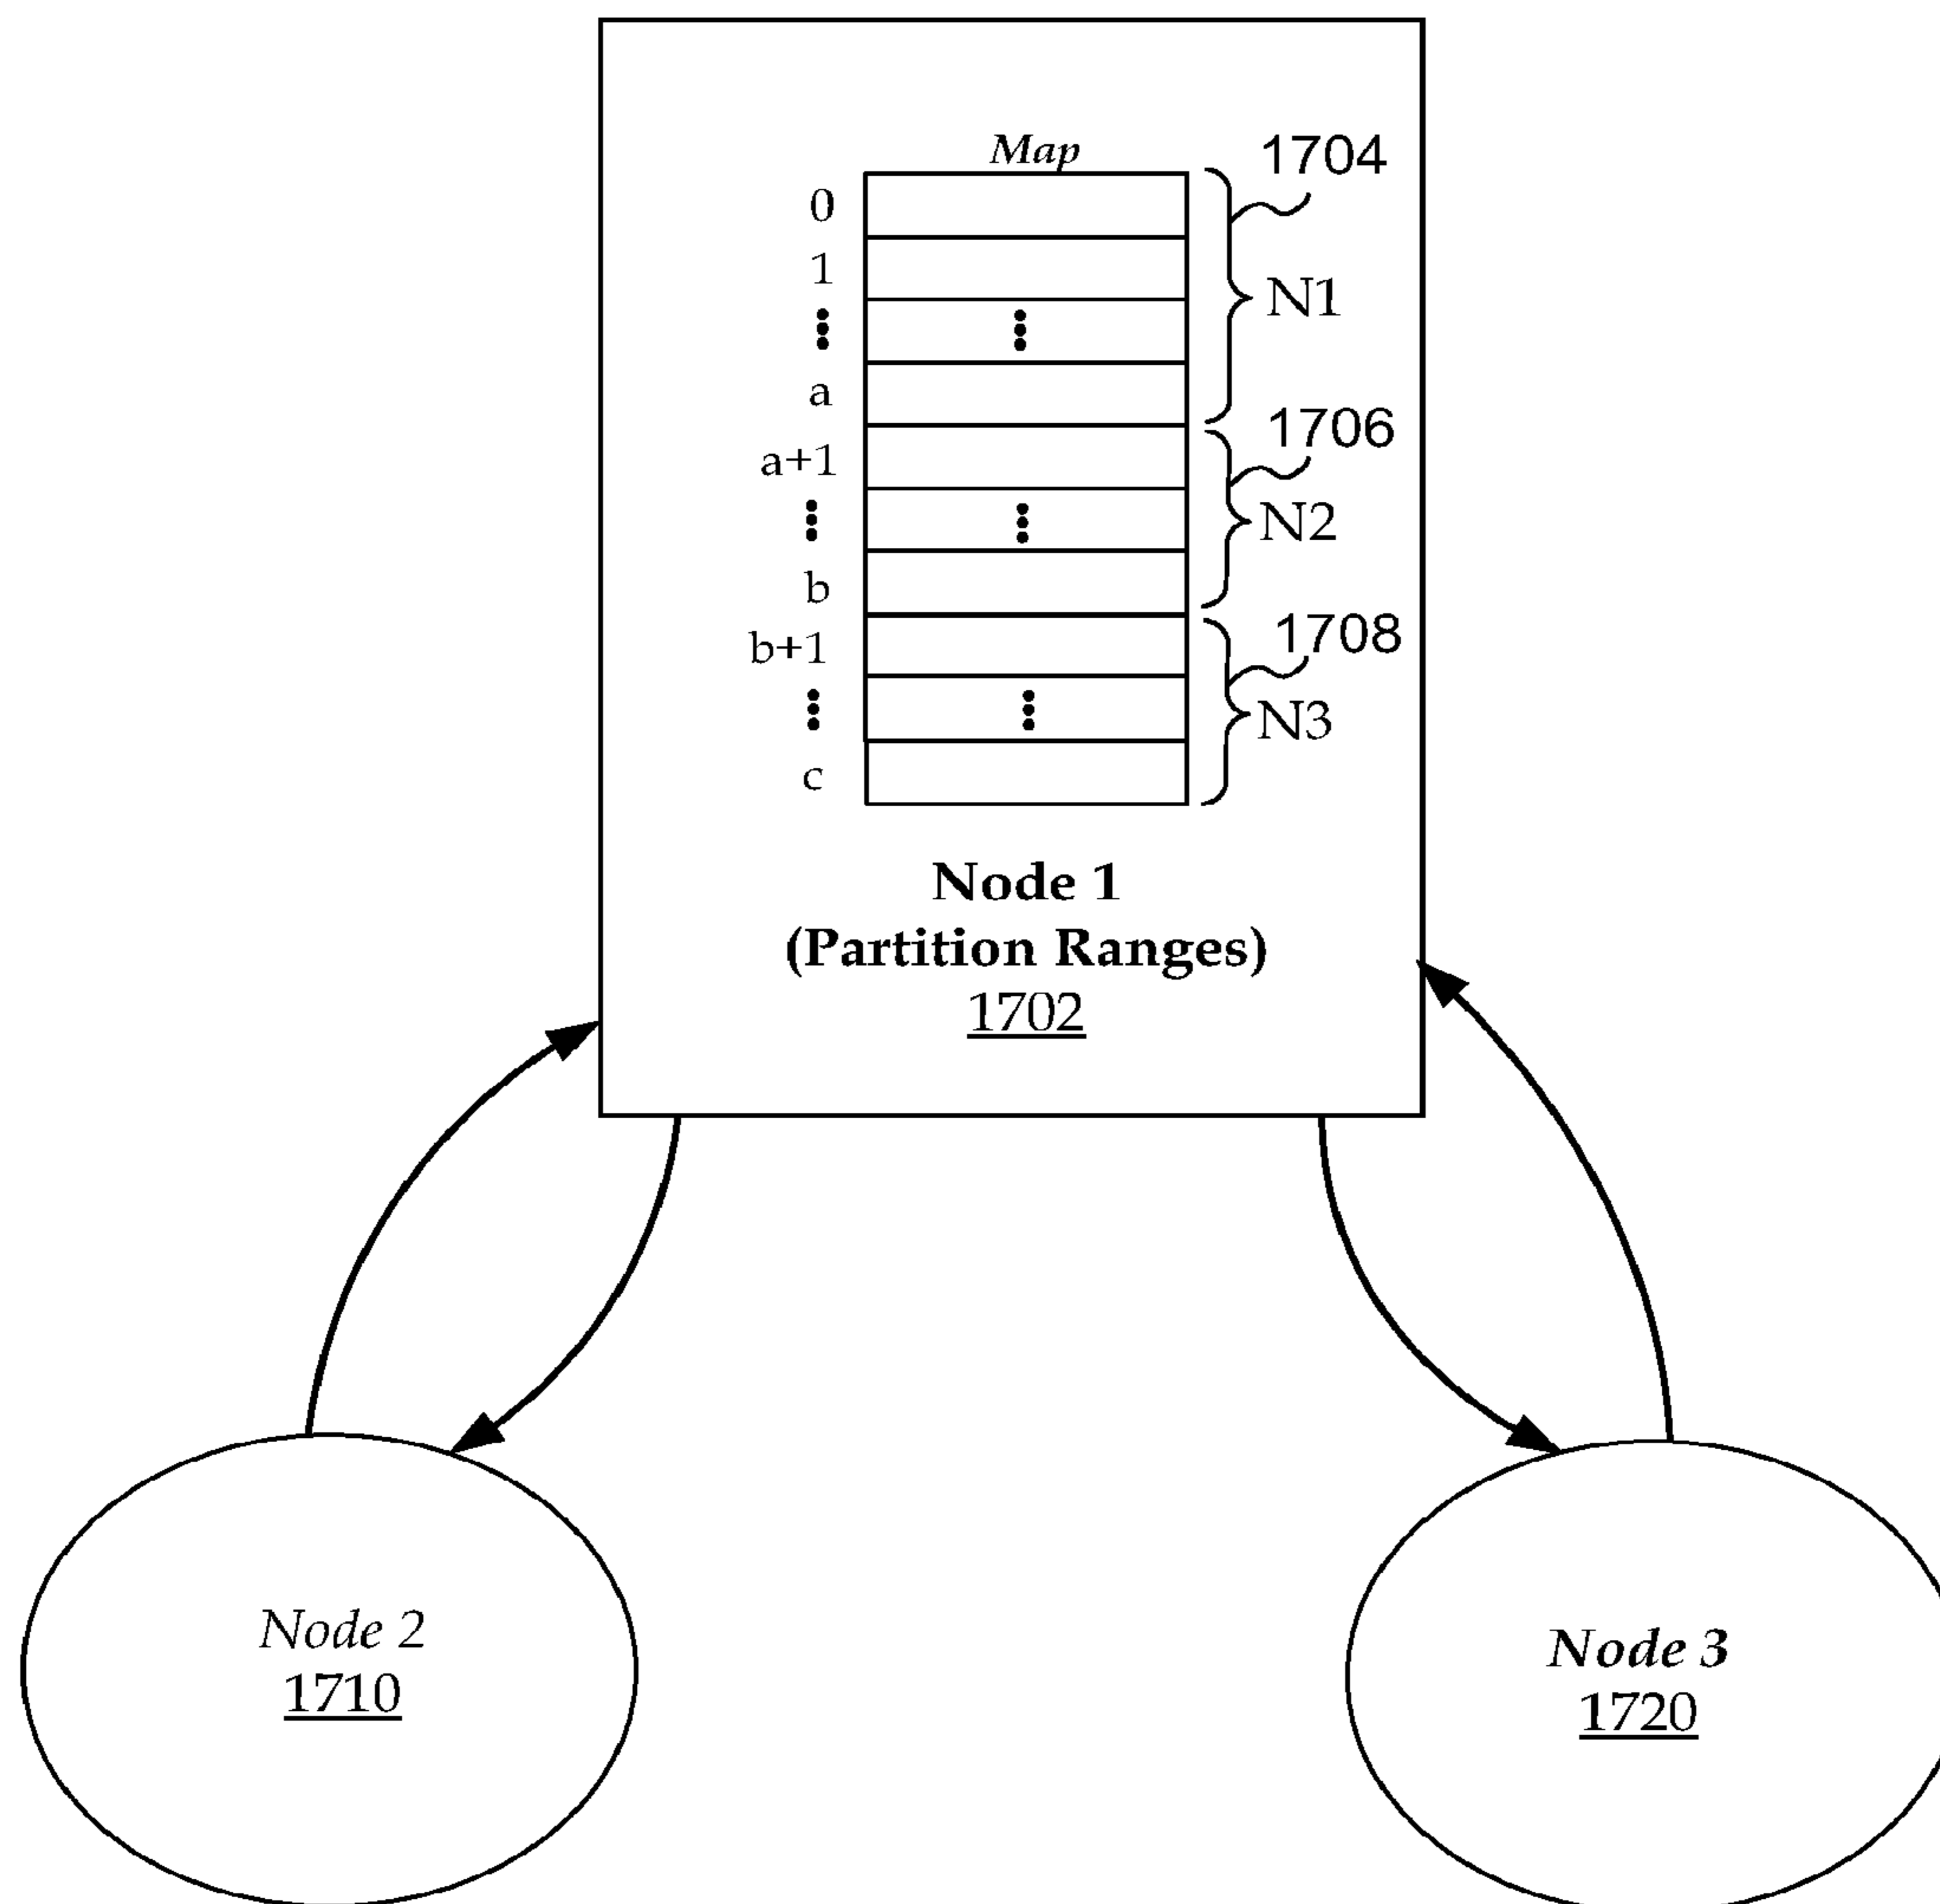 Map
1704
0
1
N1
a
1706
a+1
N2
b
1708
b+1
N3
c
Node 1
(Partition Ranges)
1702
Node 2
1710
Node 3
1720